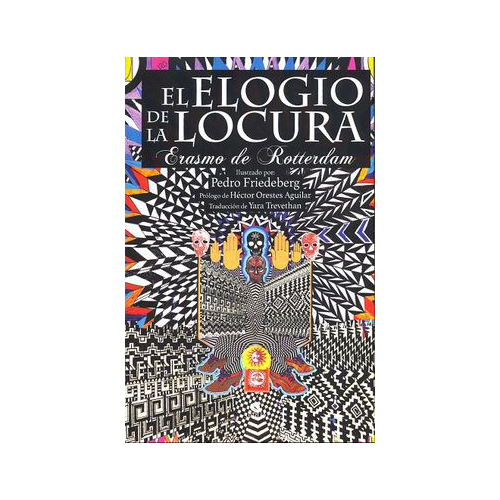 EL ELOGIO
DE LA LOCURA
Erasmo de Rotterdam
Ilustrado por:
Pedro Friedeberg
Prólogo de Héctor Orestes Aguilar
Traducción de Yara Trevethan